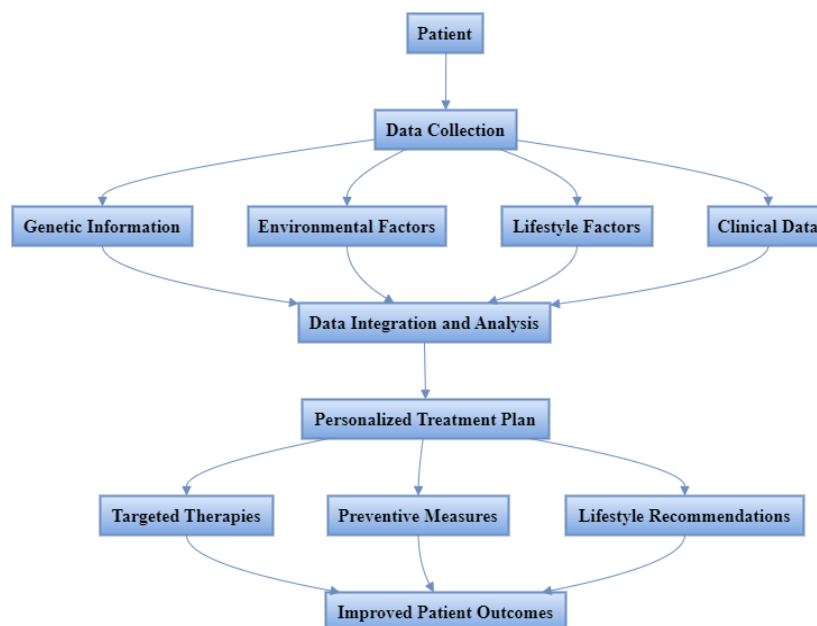 Patient
Data Collection
Genetic Information
Environmental Factors
Lifestyle Factors
Clinical Data
Data Integration and Analysis
Personalized Treatment Plan
Targeted Therapies
Preventive Measures
Lifestyle Recommendations
Improved Patient Outcomes